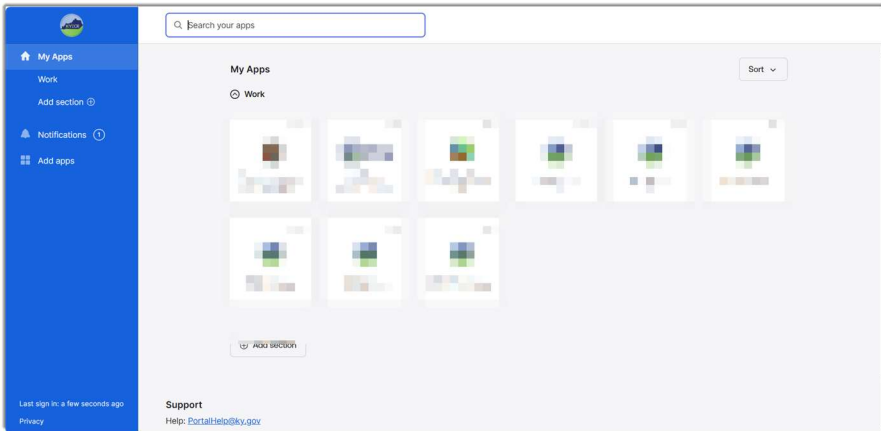 Search your apps
My Apps
Work
Add section
Notifications 1
Add apps
Last sign in: a few seconds ago
Privacy
My Apps
Sort
Work
Add section
Support
Help: PortalHelp@ky.gov